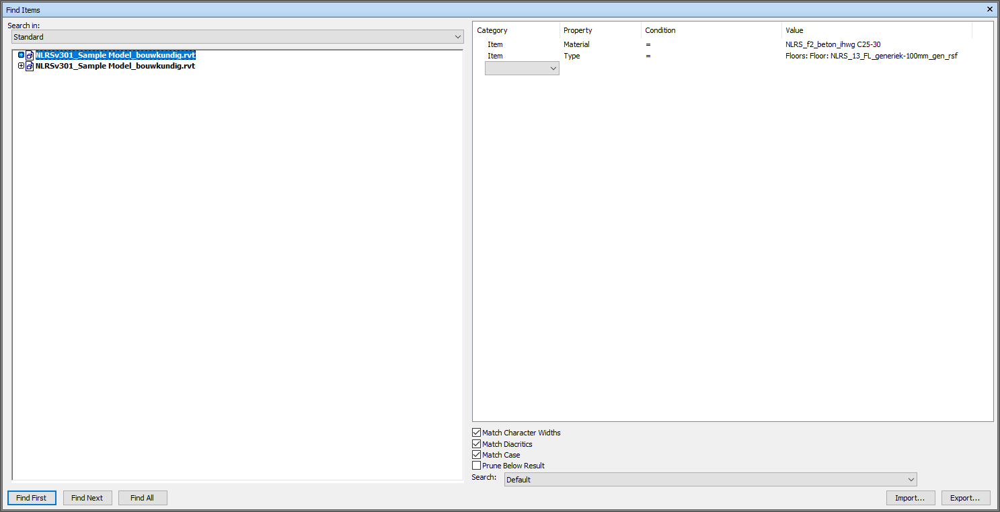 Find Items
Search in:
Standard
NLRSv301_Sample Model_bouwkundig.rvt
NLRSv301_Sample Model_bouwkundig.rvt
Category Property Condition Value
Item Material = NLRS_f2_beton_ihwg C25-30
Item Type = Floors: Floor: NLRS_13_FL_generiek-100mm_gen_rsf
Match Character Widths
Match Diacritics
Match Case
Prune Below Result
Search: Default
Find First Find Next Find All Import... Export...